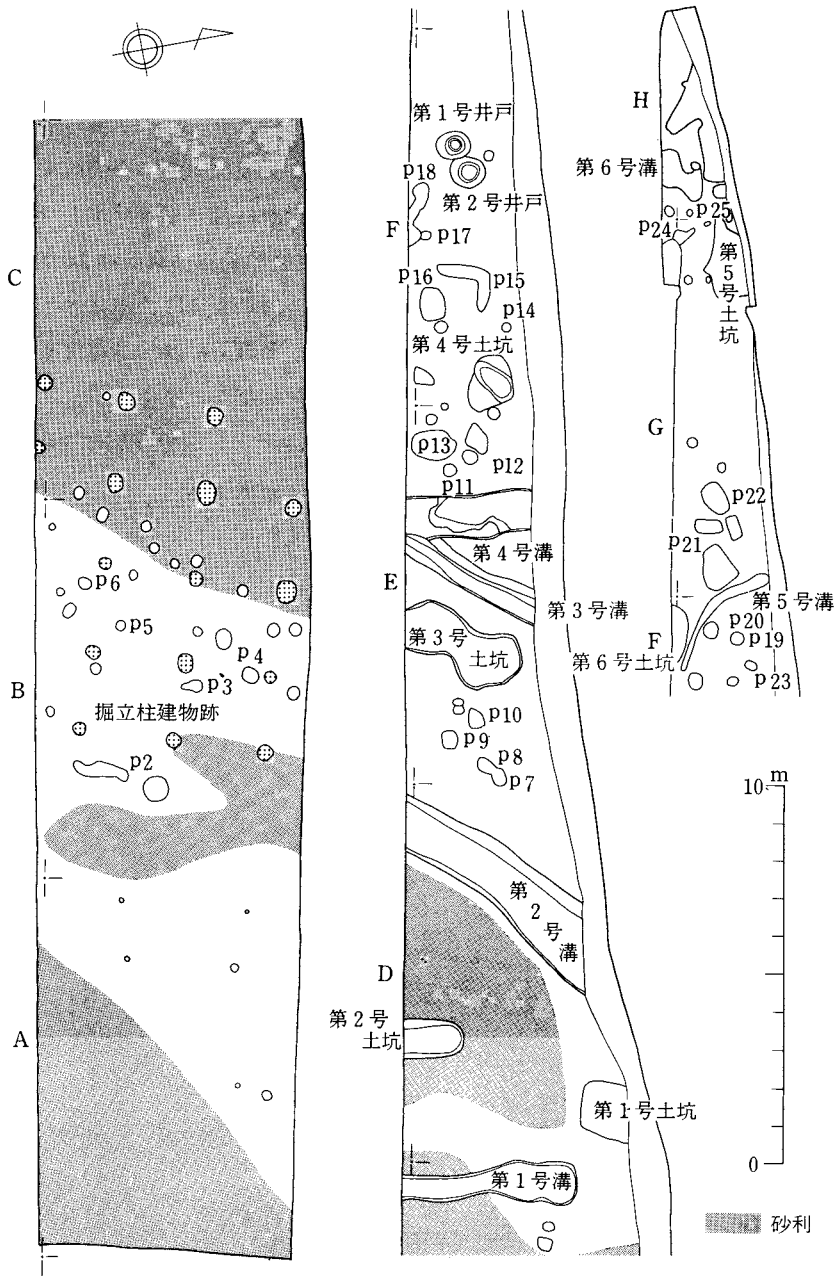 C
p6
p5
p4
p3
B
掘立柱建物跡
p2
A
第1号井戸
p18
第2号井戸
F
p17
p16
p15
p14
第4号土坑
p13
p12
p11
第4号溝
E
第3号溝
第3号
土坑
p10
p9
p8
p7
第2号溝
D
第2号
土坑
第1号土坑
第1号溝
H
第6号溝
p25
p24
第5号土坑
G
p22
p21
第5号溝
p20
F
p19
第6号土坑
p23
10
m
0
砂利